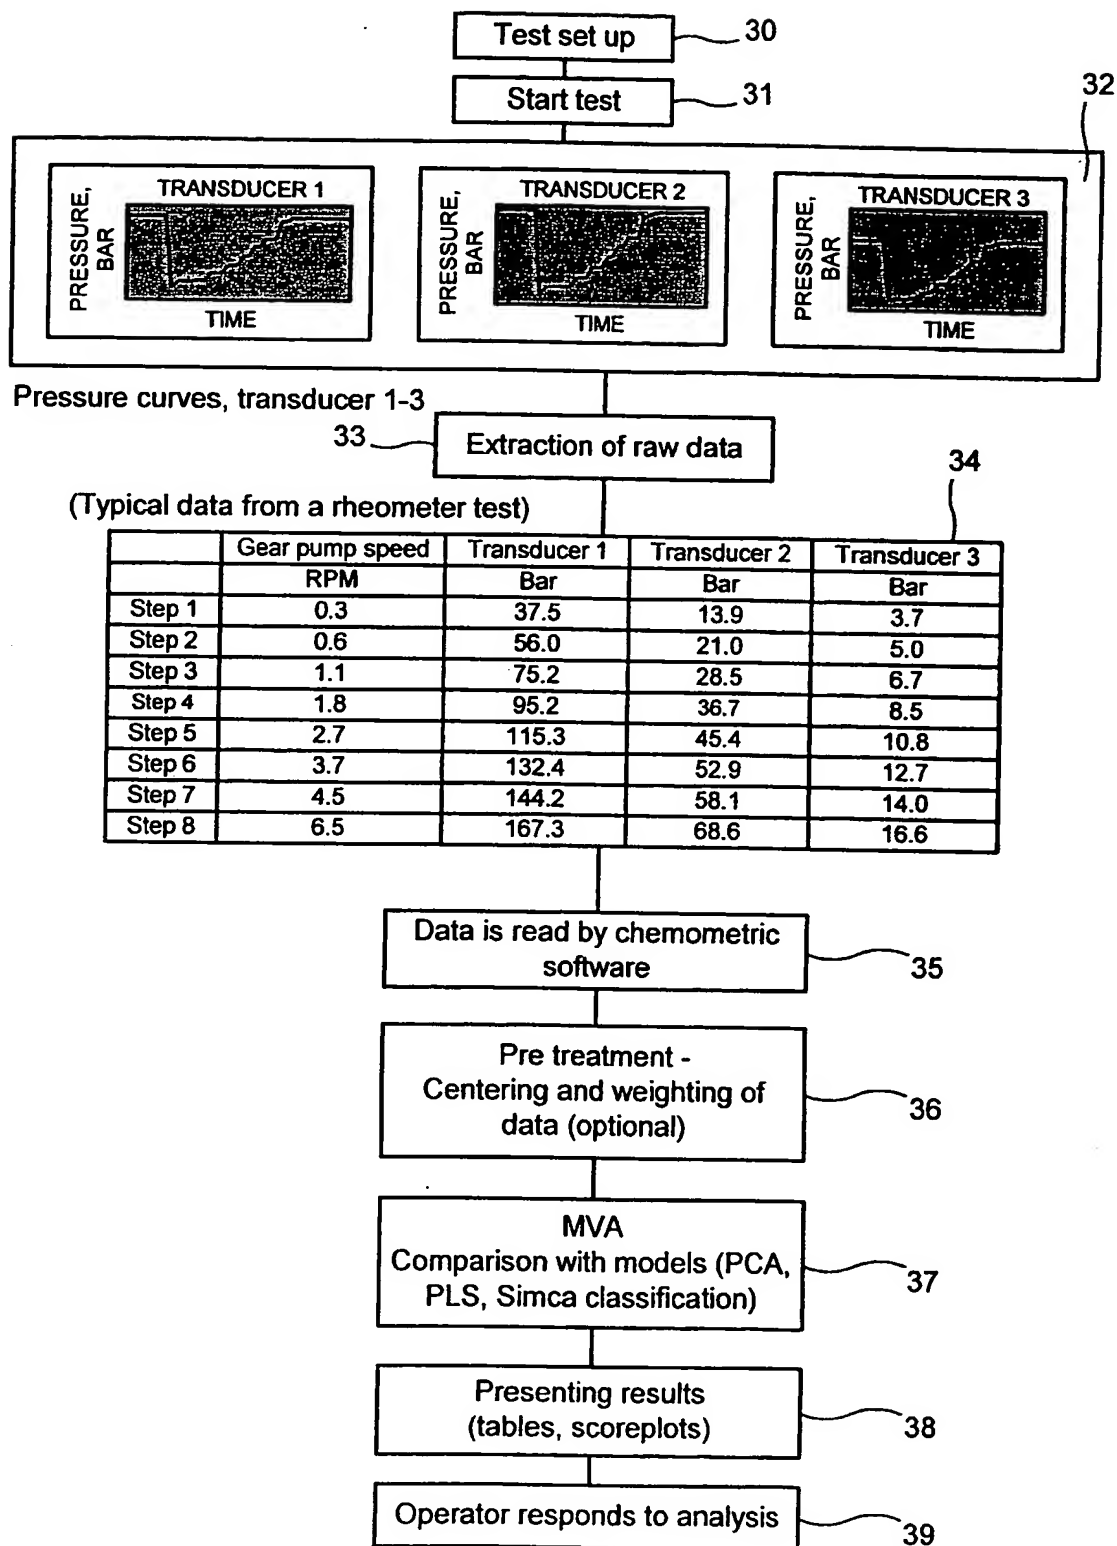 Test set up
30
Start test
31
32
TRANSDUCER 1
PRESSURE,
BAR
TIME
TRANSDUCER 2
PRESSURE,
BAR
TIME
TRANSDUCER 3
PRESSURE,
BAR
TIME
Pressure curves, transducer 1-3
33
Extraction of raw data
34
(Typical data from a rheometer test)
Gear pump speed Transducer 1 Transducer 2 Transducer 3
RPM Bar Bar Bar
Step 1 0.3 37.5 13.9 3.7
Step 2 0.6 56.0 21.0 5.0
Step 3 1.1 75.2 28.5 6.7
Step 4 1.8 95.2 36.7 8.5
Step 5 2.7 115.3 45.4 10.8
Step 6 3.7 132.4 52.9 12.7
Step 7 4.5 144.2 58.1 14.0
Step 8 6.5 167.3 68.6 16.6
Data is read by chemometric
software
35
Pre treatment -
Centering and weighting of
data (optional)
36
MVA
Comparison with models (PCA,
PLS, Simca classification)
37
Presenting results
(tables, scoreplots)
38
Operator responds to analysis
39